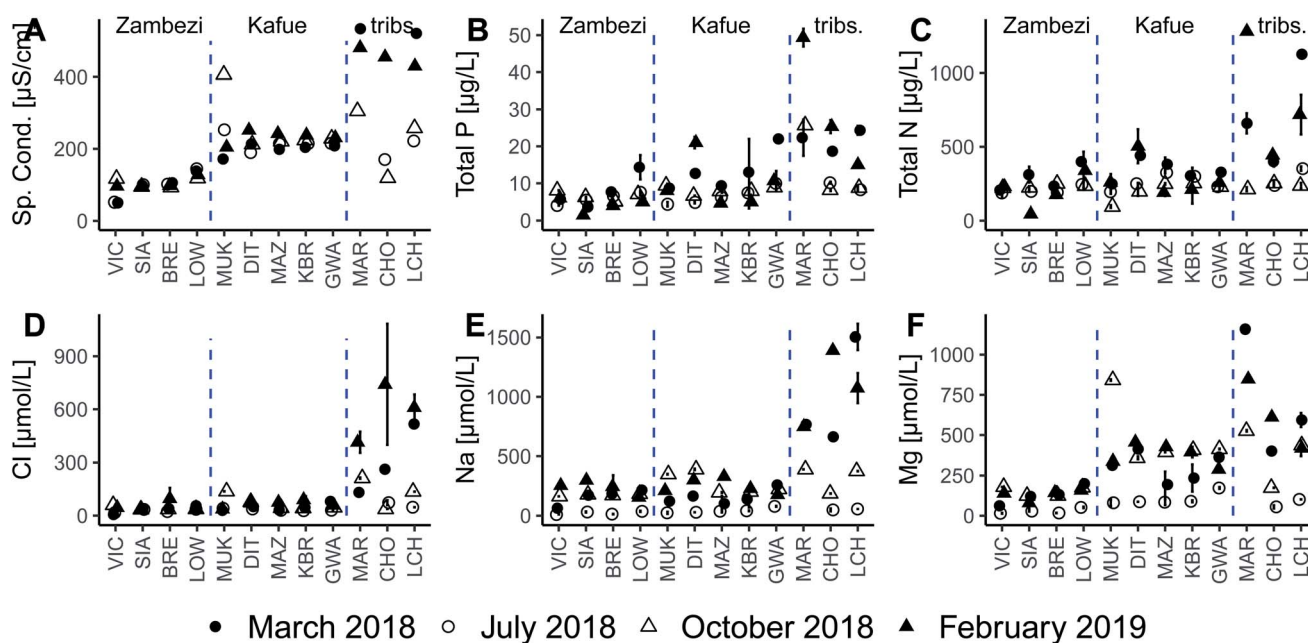 A Zambezi Kafue tribs.
Sp. Cond. [µS/cm]
400
200
0
VIC SIA BRE LOW MUK DIT MAZ KBR GWA MAR CHO LCH
B Zambezi Kafue tribs.
Total P [µg/L]
50
40
30
20
10
0
VIC SIA BRE LOW MUK DIT MAZ KBR GWA MAR CHO LCH
C Zambezi Kafue tribs.
Total N [µg/L]
1000
500
0
VIC SIA BRE LOW MUK DIT MAZ KBR GWA MAR CHO LCH
D
Cl [µmol/L]
900
600
300
0
VIC SIA BRE LOW MUK DIT MAZ KBR GWA MAR CHO LCH
E
Na [µmol/L]
1500
1000
500
0
VIC SIA BRE LOW MUK DIT MAZ KBR GWA MAR CHO LCH
F
Mg [µmol/L]
1000
750
500
250
0
VIC SIA BRE LOW MUK DIT MAZ KBR GWA MAR CHO LCH
March 2018 July 2018 October 2018 February 2019